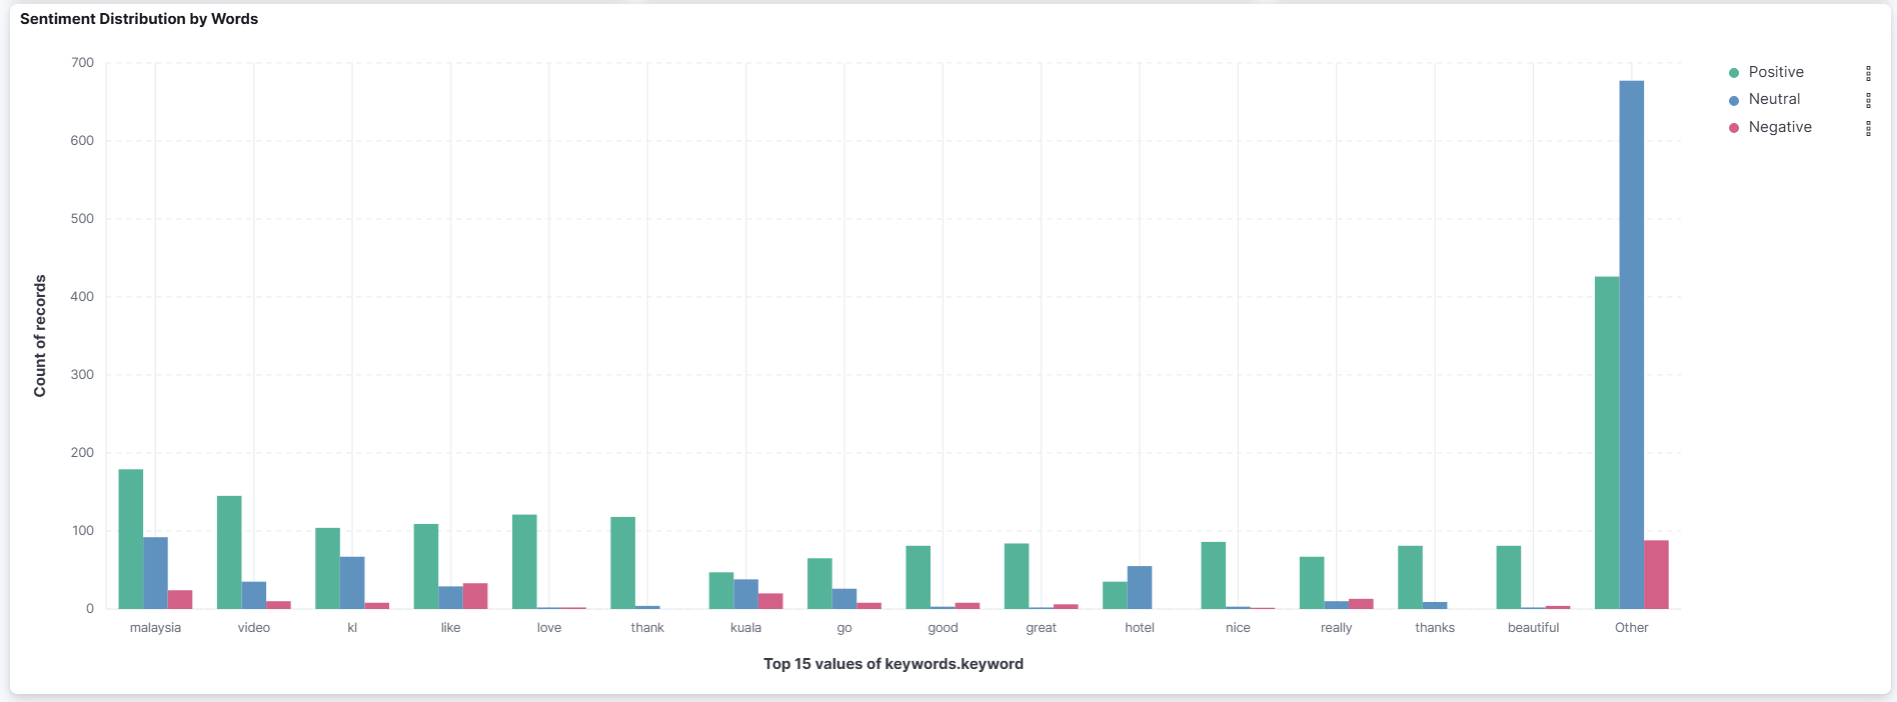 Sentiment Distribution by Words
Positive
Neutral
Negative
Count of records
700
600
500
400
300
200
100
0
malaysia video kl like love thank kuala go good great hotel nice really thanks beautiful Other
Top 15 values of keywords.keyword